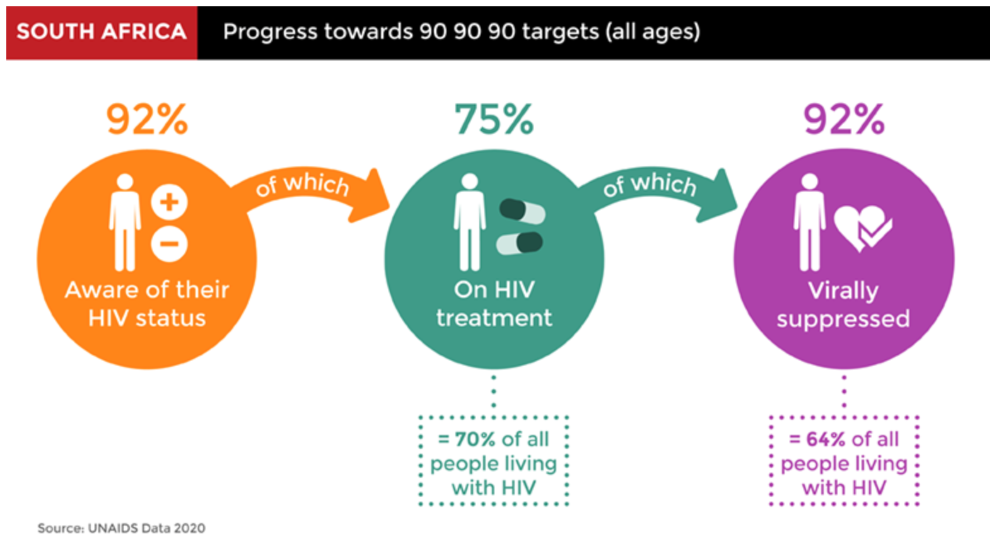 SOUTH AFRICA
Progress towards 90 90 90 targets (all ages)
92%
75%
92%
of which
of which
Aware of their
HIV status
On HIV
treatment
Virally
suppressed
= 70% of all
people living
with HIV
= 64% of all
people living
with HIV
Source: UNAIDS Data 2020